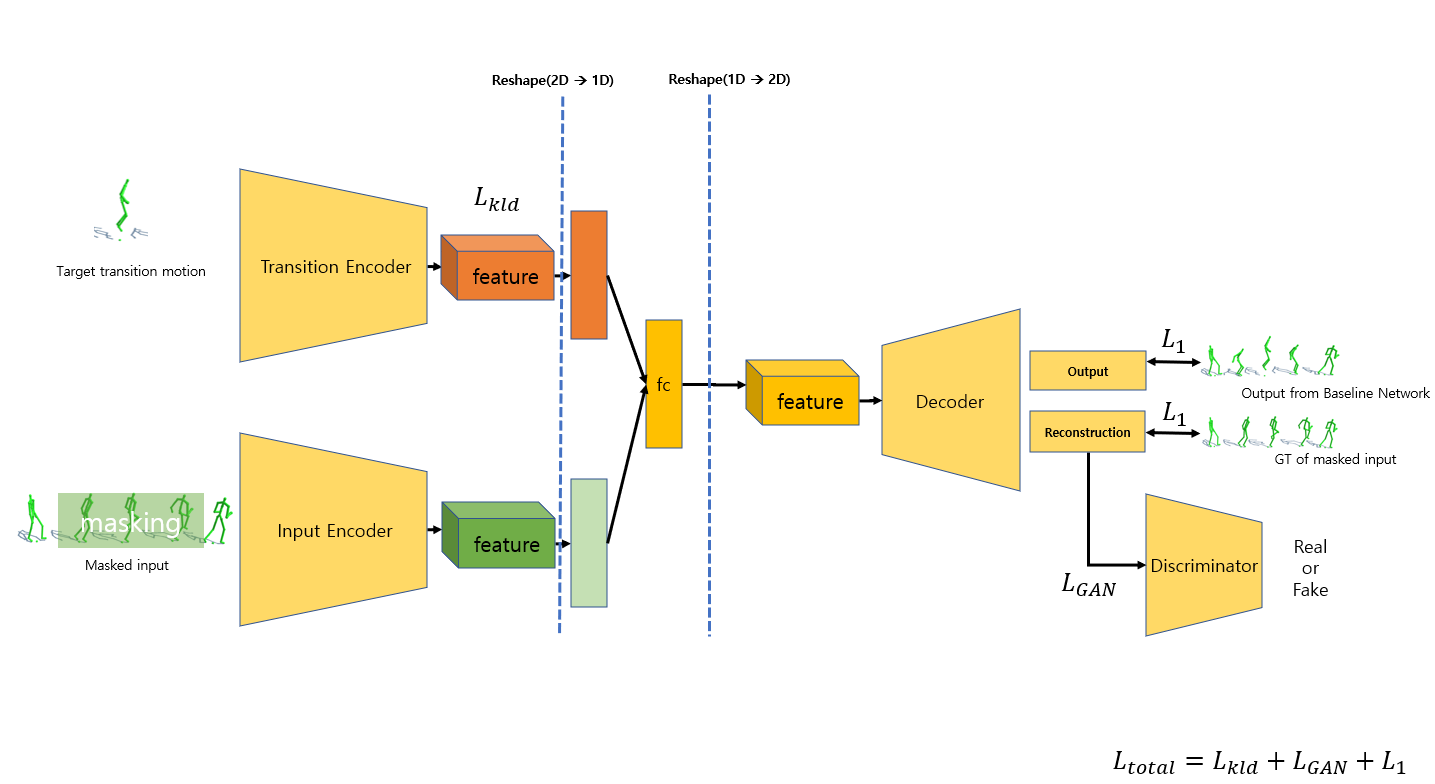 Reshape(2D → 1D)
Reshape(1D → 2D)
L_{kld}
Target transition motion
Transition Encoder
feature
fc
feature
Decoder
Output
L_1
Output from Baseline Network
Reconstruction
L_1
GT of masked input
masking
Masked input
Input Encoder
feature
L_{GAN}
Discriminator
Real
or
Fake
L_{total} = L_{kld} + L_{GAN} + L_1